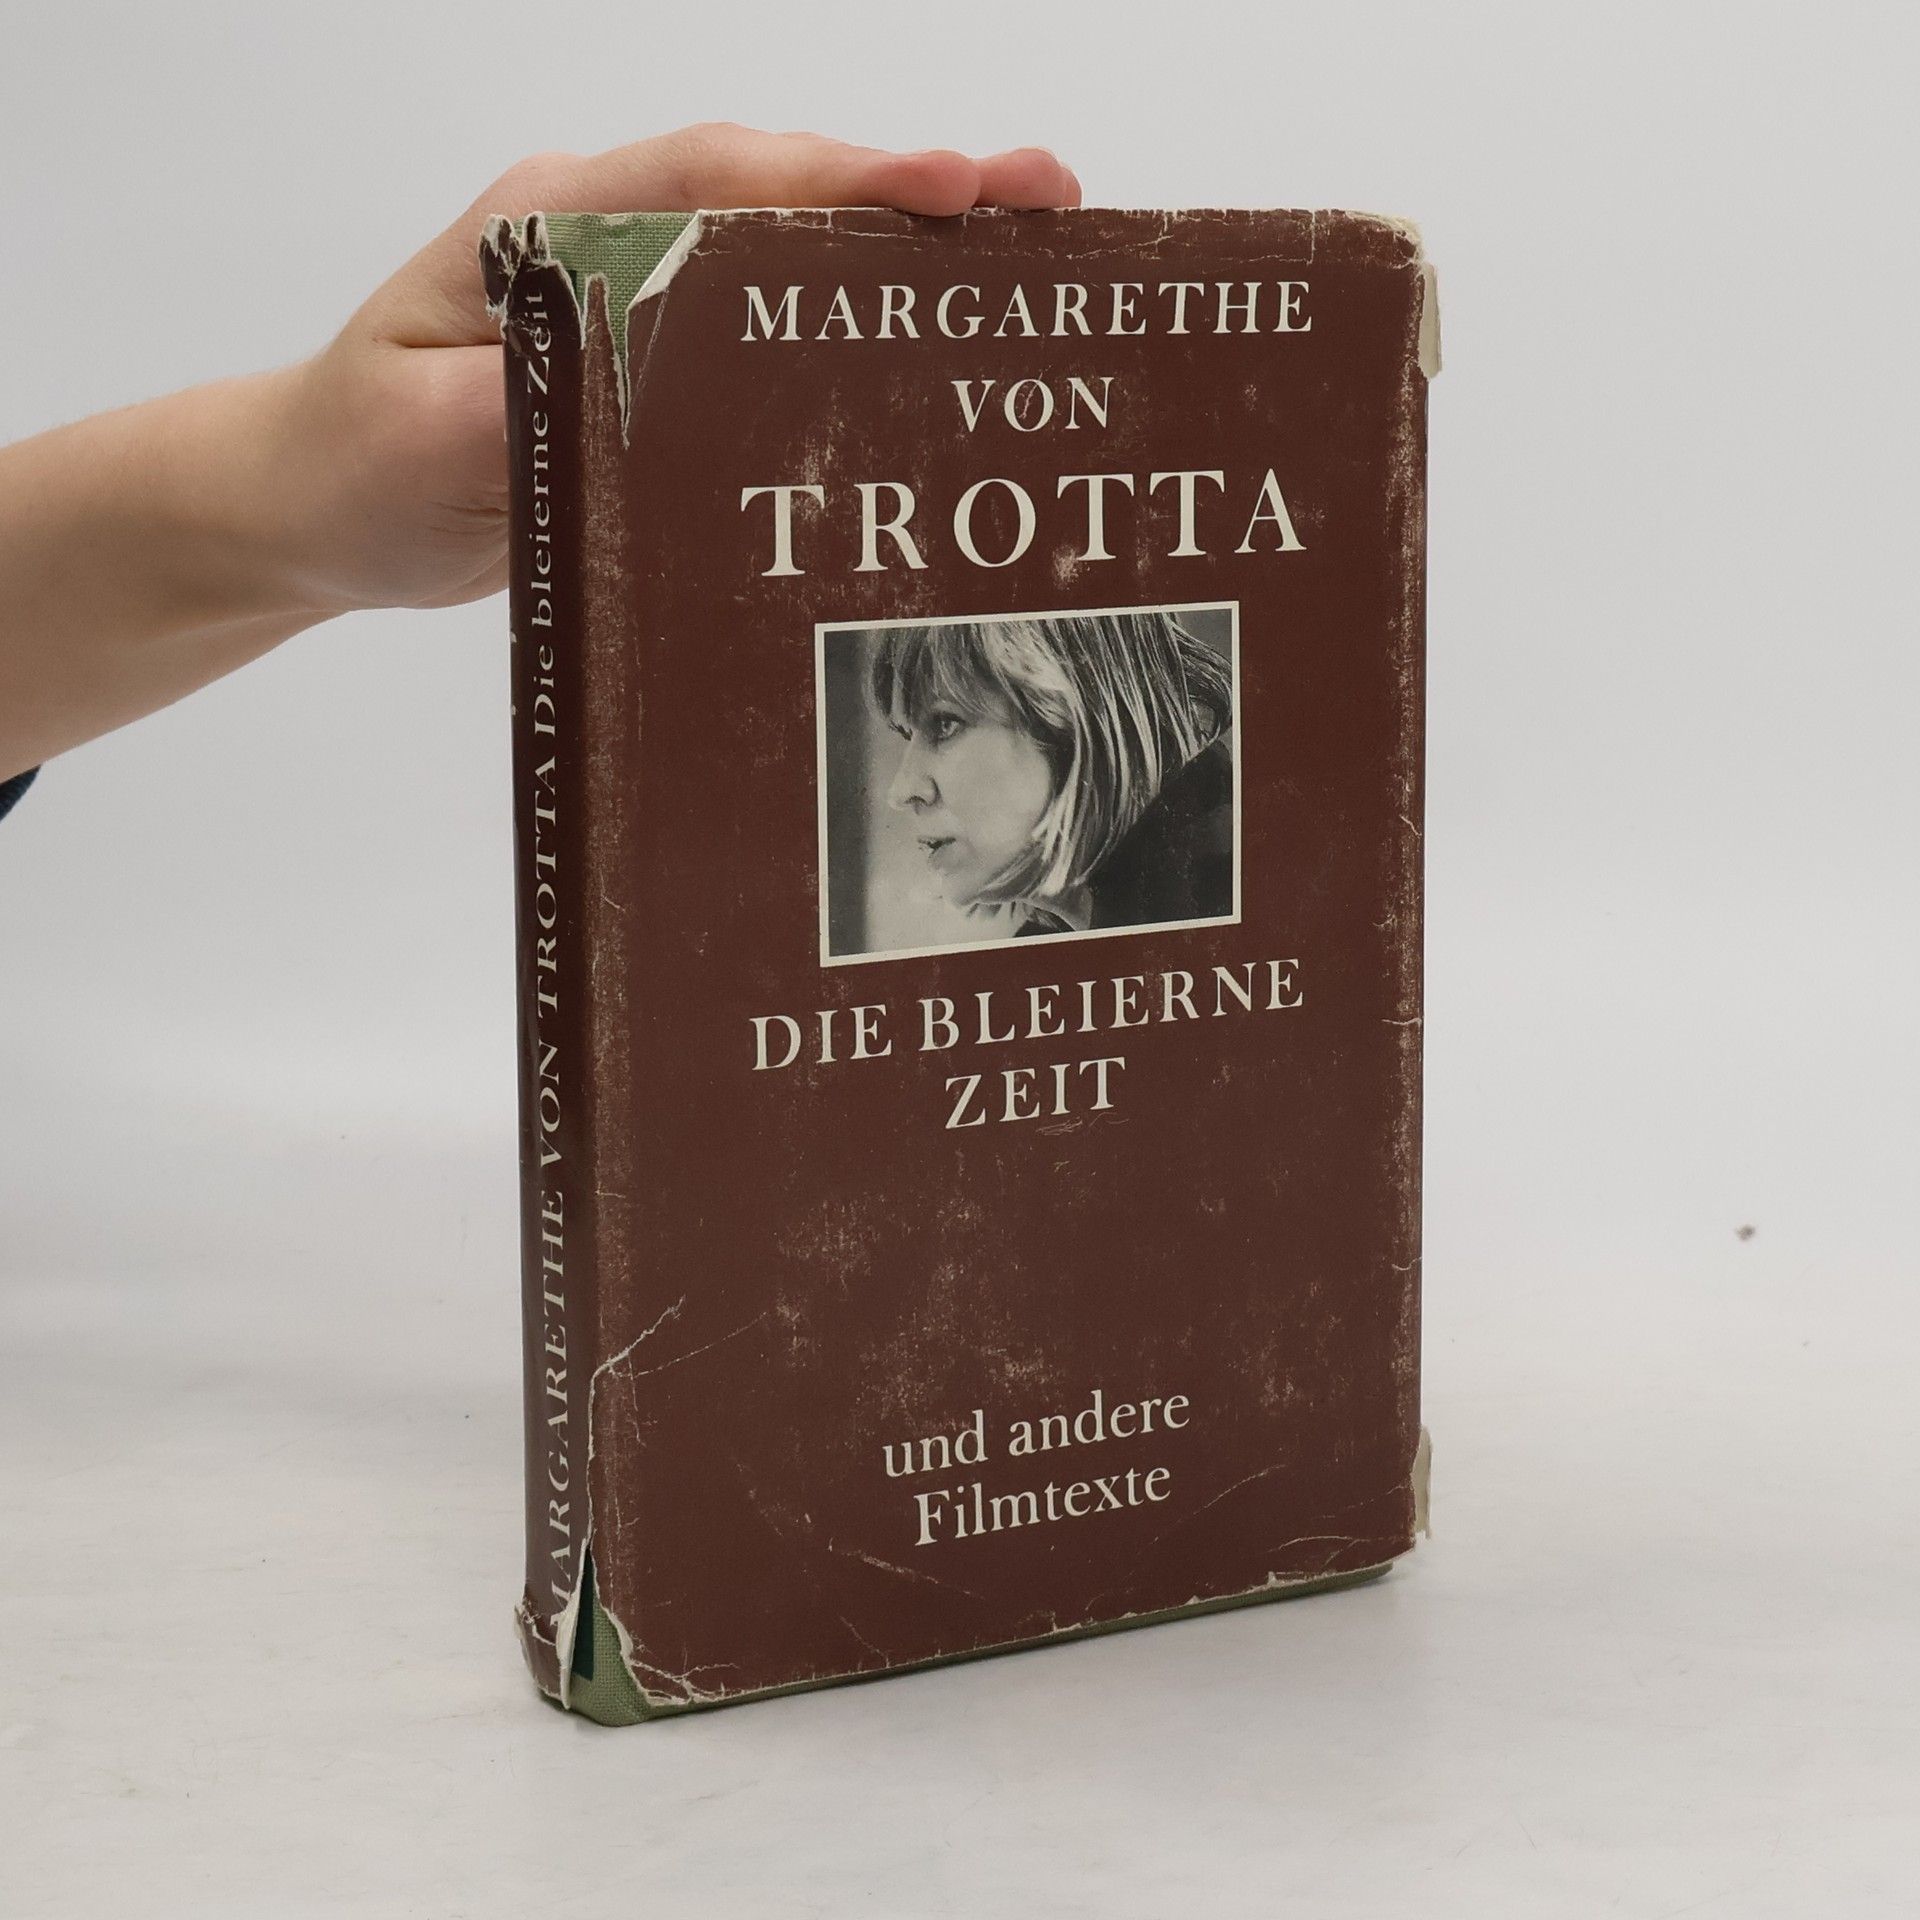 MARGARETHE
VON
TROTTA
DIE BLEIERNE
ZEIT
und andere
Filmtexte
MARGARETHE VON TROTTA Die bleierne Zeit